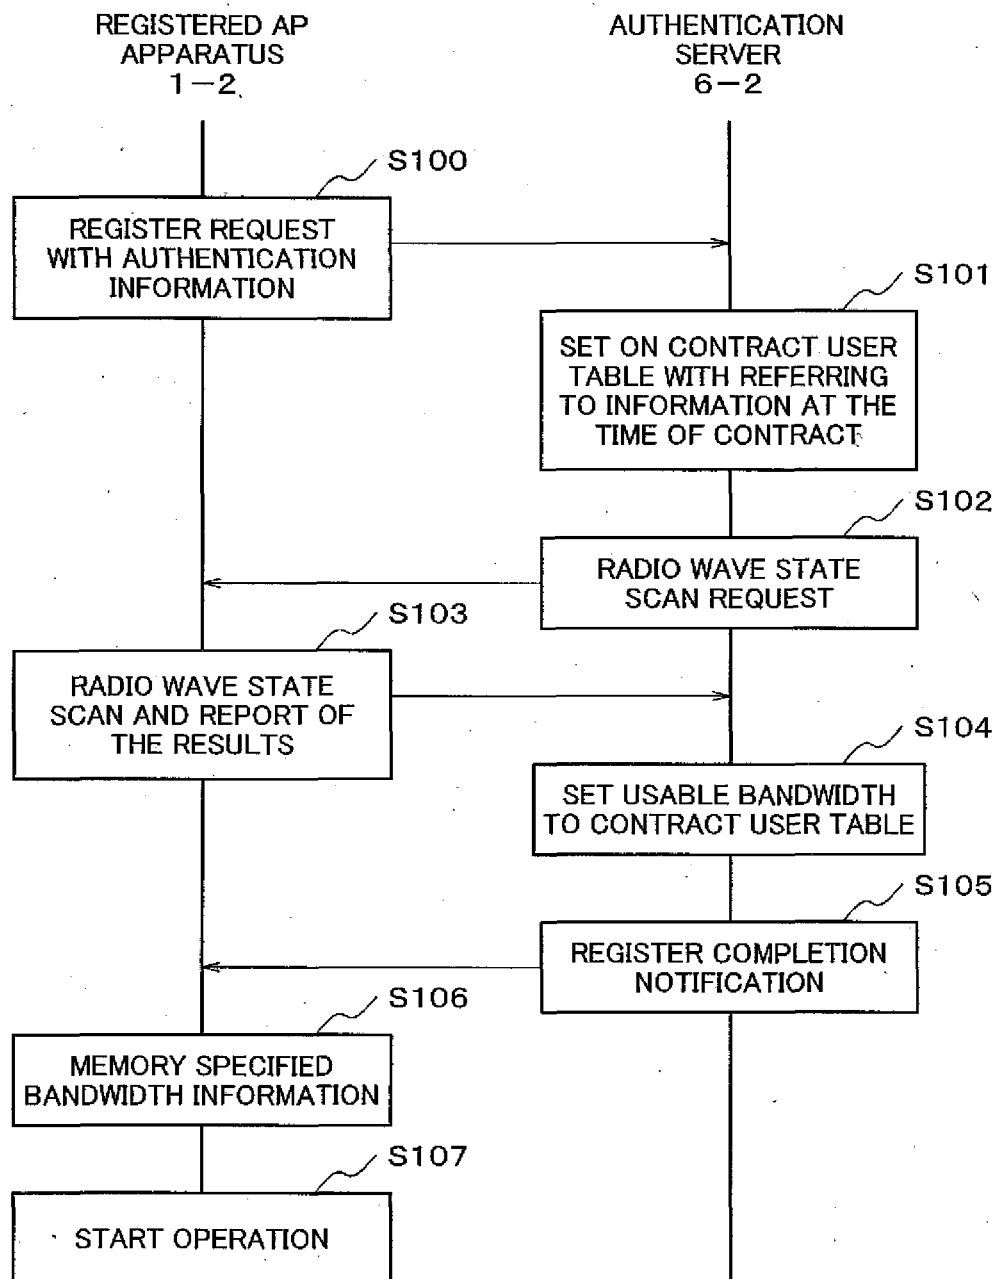 REGISTERED AP
APPARATUS
1-2
AUTHENTICATION
SERVER
6-2
S100
REGISTER REQUEST
WITH AUTHENTICATION
INFORMATION
S101
SET ON CONTRACT USER
TABLE WITH REFERRING
TO INFORMATION AT THE
TIME OF CONTRACT
S102
RADIO WAVE STATE
SCAN REQUEST
S103
RADIO WAVE STATE
SCAN AND REPORT OF
THE RESULTS
S104
SET USABLE BANDWIDTH
TO CONTRACT USER TABLE
S105
REGISTER COMPLETION
NOTIFICATION
S106
MEMORY SPECIFIED
BANDWIDTH INFORMATION
S107
START OPERATION